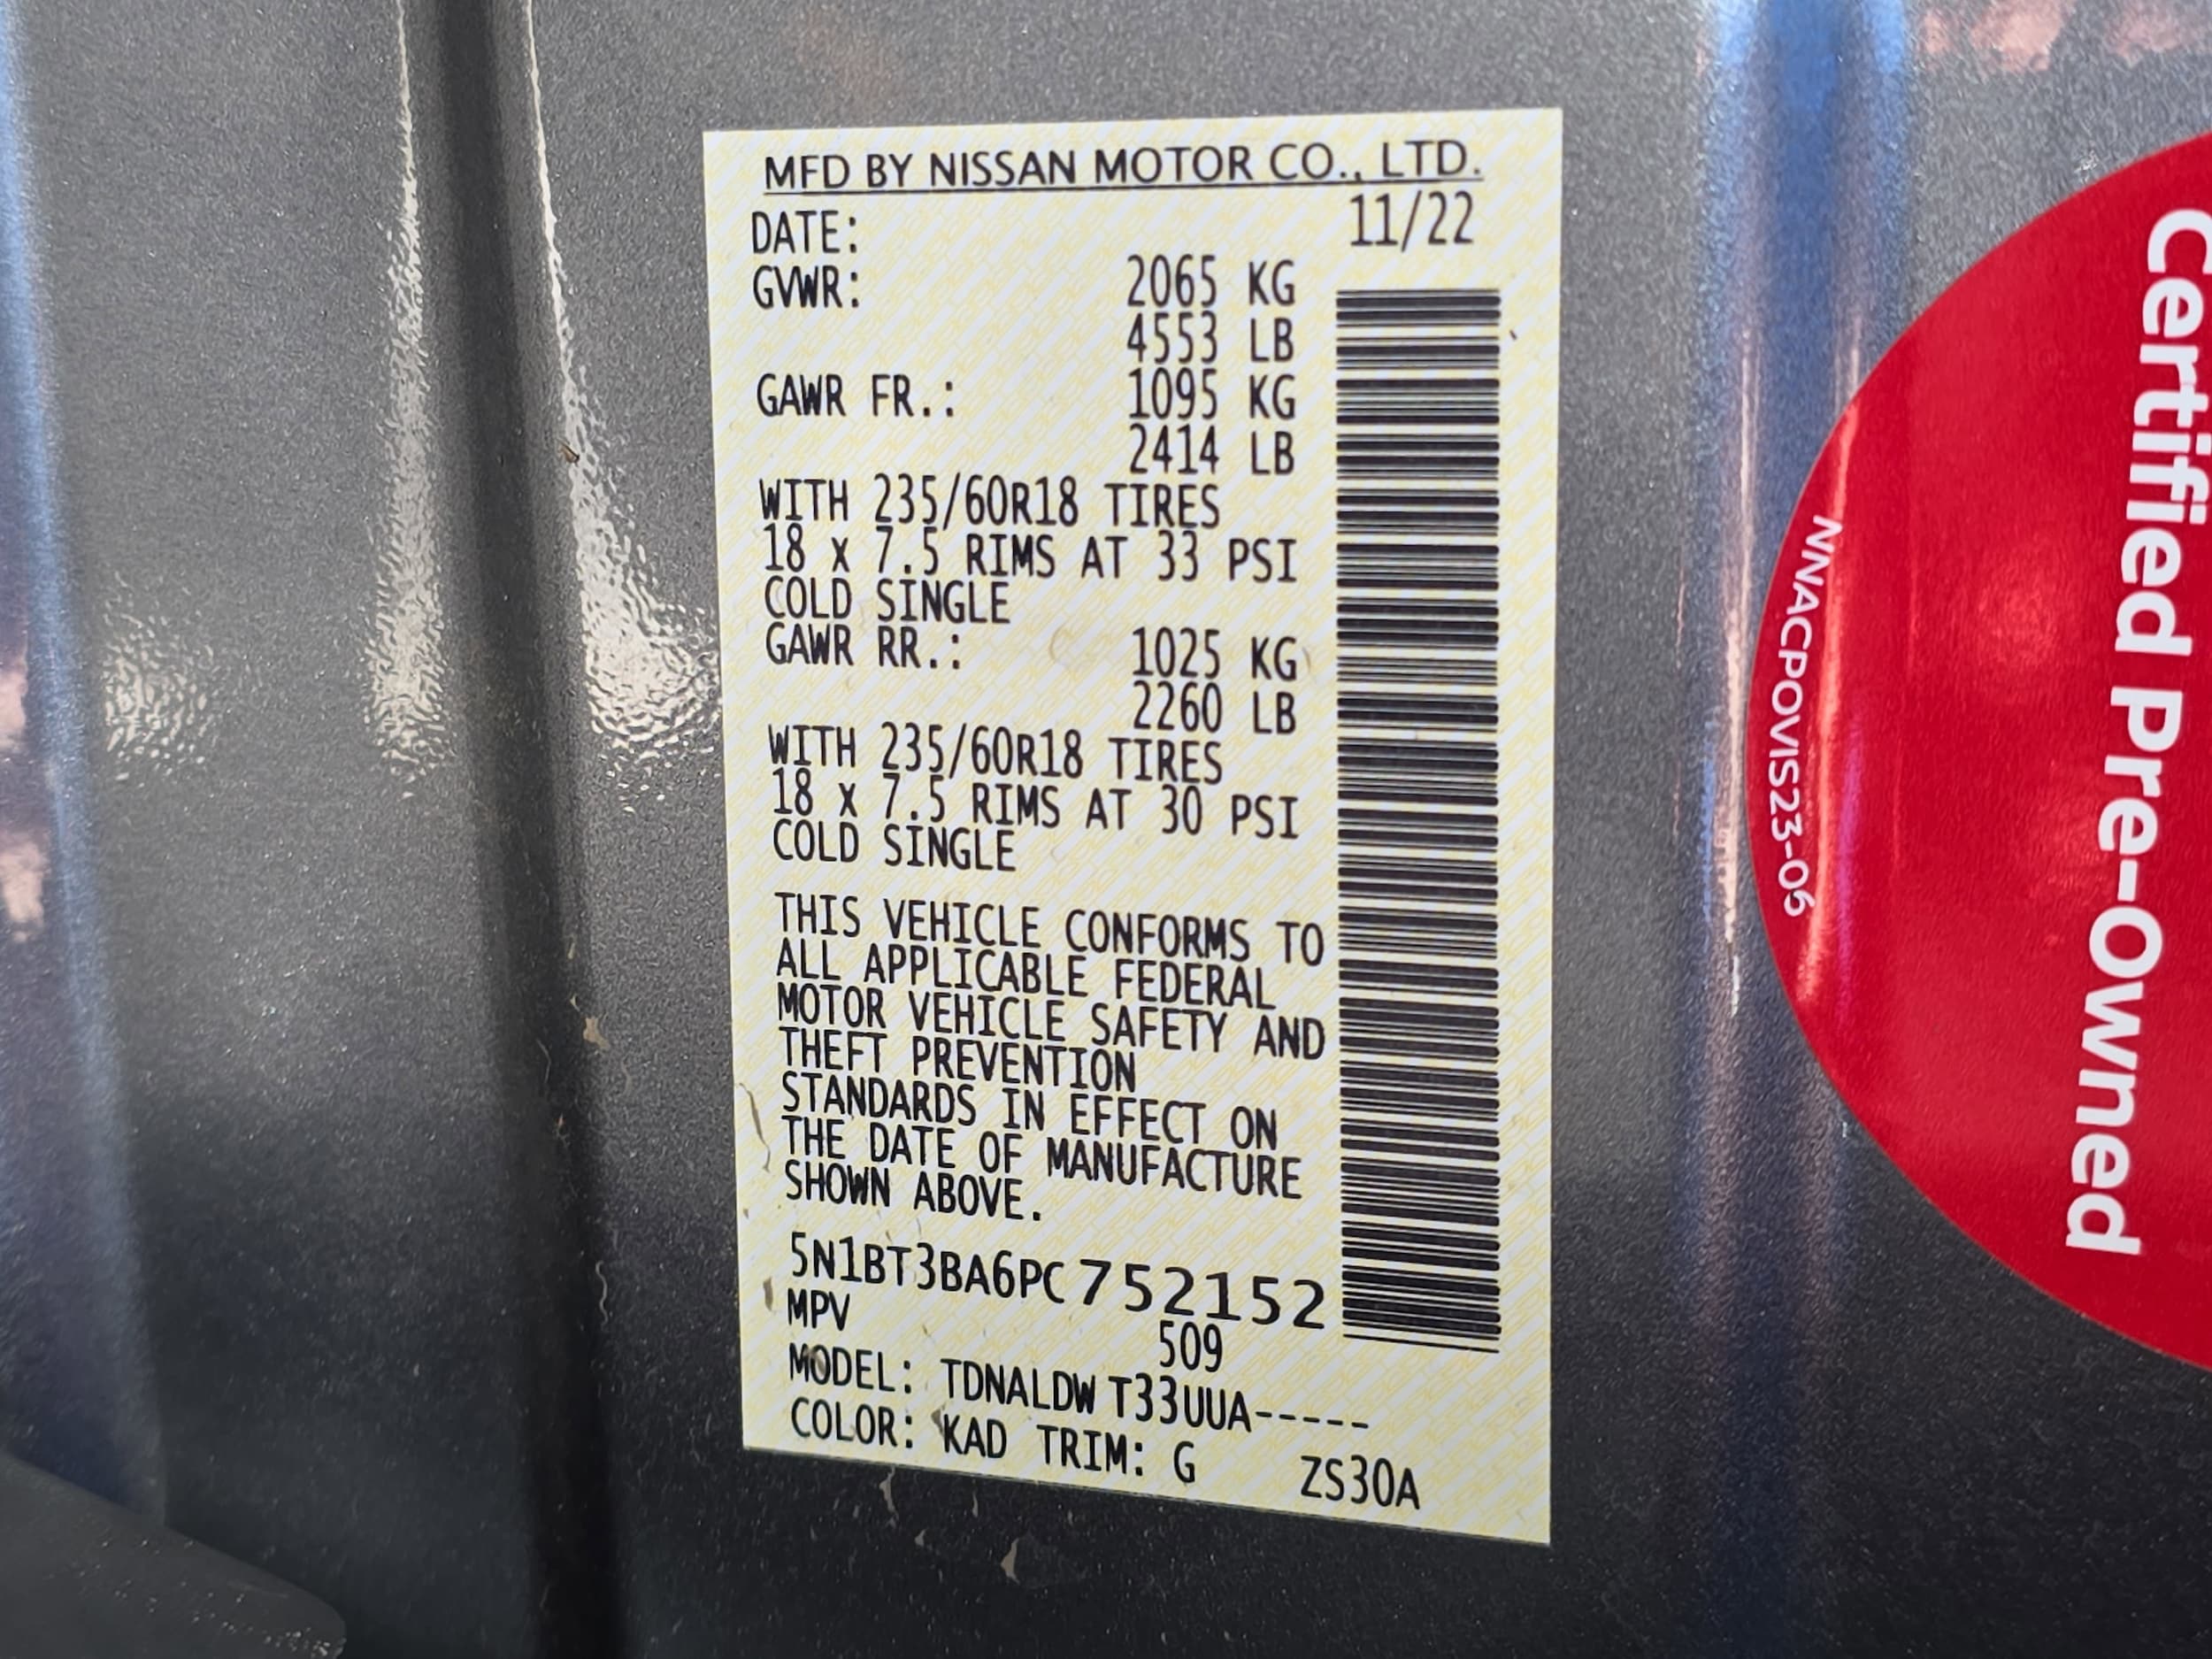 MFD BY NISSAN MOTOR CO., LTD.
DATE: 11/22
GVWR: 2065 KG
4553 LB
GAWR FR.: 1095 KG
2414 LB
WITH 235/60R18 TIRES
18 x 7.5 RIMS AT 33 PSI
COLD SINGLE
GAWR RR.: 1025 KG
2260 LB
WITH 235/60R18 TIRES
18 x 7.5 RIMS AT 30 PSI
COLD SINGLE
THIS VEHICLE CONFORMS TO
ALL APPLICABLE FEDERAL
MOTOR VEHICLE SAFETY AND
THEFT PREVENTION
STANDARDS IN EFFECT ON
THE DATE OF MANUFACTURE
SHOWN ABOVE.
5N1BT3BA6PC752152
MPV 509
MODEL: TDNALDW T33UUA-----
COLOR: KAD TRIM: G ZS30A
Certified Pre-Owned
NNACPOVIS23-06